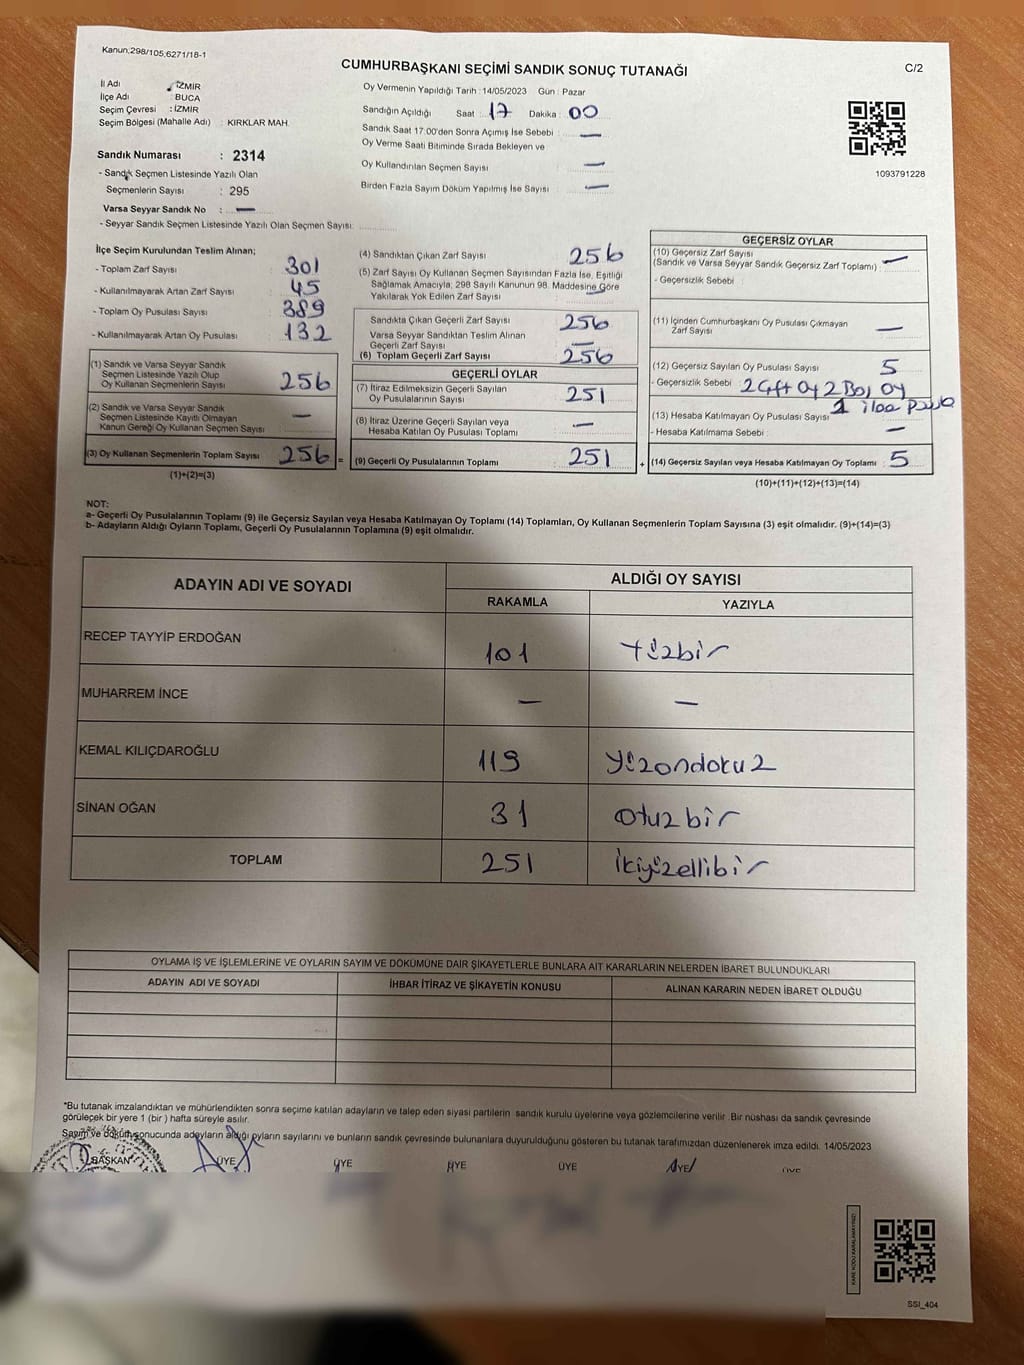 Kanun,298/105,6271/18-1
CUMHURBAŞKANI SEÇİMİ SANDIK SONUÇ TUTANAĞI
C/2
İl Adı : İZMİR
İlçe Adı : BUCA
Seçim Çevresi : İZMİR
Seçim Bölgesi (Mahalle Adı) : KIRKLAR MAH.
Oy Vermenin Yapıldığı Tarih : 14/05/2023 Gün : Pazar
Sandığın Açıldığı Saat : 17 Dakika : 00
Sandık Saat 17.00'den Sonra Açımış İse Sebebi : —
Oy Verme Saati Bitiminde Sırada Bekleyen ve
Oy Kullandırılan Seçmen Sayısı —
Birden Fazla Sayım Döküm Yapılmış İse Sayısı —
1093791228
Sandık Numarası : 2314
- Sandık Seçmen Listesinde Yazılı Olan
Seçmenlerin Sayısı : 295
Varsa Seyyar Sandık No : —
- Seyyar Sandık Seçmen Listesinde Yazılı Olan Seçmen Sayısı :
İlçe Seçim Kurulundan Teslim Alınan;
- Toplam Zarf Sayısı 301
- Kullanılmayarak Artan Zarf Sayısı : 45
- Toplam Oy Pusulası Sayısı : 389
- Kullanılmayarak Artan Oy Pusulası : 132
(1) Sandık ve Varsa Seyyar Sandık
Seçmen Listesinde Yazılı Olup
Oy Kullanan Seçmenlerin Sayısı 256
(2) Sandık ve Varsa Seyyar Sandık
Seçmen Listesinde Kayıtlı Olmayan
Kanun Gereği Oy Kullanan Seçmen Sayısı : —
(3) Oy Kullanan Seçmenlerin Toplam Sayısı 256 =
(1)+(2)=(3)
(4) Sandıktan Çıkan Zarf Sayısı 256
(5) Zarf Sayısı Oy Kullanan Seçmen Sayısından Fazla İse, Eşitliği
Sağlamak Amacıyla, 298 Sayılı Kanunun 98. Maddesine Göre
Yakılarak Yok Edilen Zarf Sayısı : —
Sandıkta Çıkan Geçerli Zarf Sayısı 256
Varsa Seyyar Sandıktan Teslim Alınan
Geçerli Zarf Sayısı —
(6) Toplam Geçerli Zarf Sayısı 256
GEÇERLİ OYLAR
(7) İtiraz Edilmeksizin Geçerli Sayılan
Oy Pusulalarının Sayısı : 251
(8) İtiraz Üzerine Geçerli Sayılan veya
Hesaba Katılan Oy Pusulası Toplamı —
(9) Geçerli Oy Pusulalarının Toplamı 251 +
GEÇERSİZ OYLAR
(10) Geçersiz Zarf Sayısı
(Sandık ve Varsa Seyyar Sandık Geçersiz Zarf Toplamı) : —
- Geçersizlik Sebebi :
(11) İçinden Cumhurbaşkanı Oy Pusulası Çıkmayan
Zarf Sayısı : —
(12) Geçersiz Sayılan Oy Pusulası Sayısı : 5
- Geçersizlik Sebebi : 2 Çift Oy 2 Boş oy
1
(13) Hesaba Katılmayan Oy Pusulası Sayısı : —
- Hesaba Katılmama Sebebi :
(14) Geçersiz Sayılan veya Hesaba Katılmayan Oy Toplamı : 5
(10)+(11)+(12)+(13)=(14)
NOT:
a- Geçerli Oy Pusulalarının Toplamı (9) ile Geçersiz Sayılan veya Hesaba Katılmayan Oy Toplamı (14) Toplamları, Oy Kullanan Seçmenlerin Toplam Sayısına (3) eşit olmalıdır. (9)+(14)=(3)
b- Adayların Aldığı Oyların Toplamı, Geçerli Oy Pusulalarının Toplamına (9) eşit olmalıdır.
ADAYIN ADI VE SOYADI ALDIĞI OY SAYISI
RAKAMLA YAZIYLA
RECEP TAYYİP ERDOĞAN 101 yüzbir
MUHARREM İNCE — —
KEMAL KILIÇDAROĞLU 119 yüzondokuz
SİNAN OĞAN 31 otuzbir
TOPLAM 251 ikiyüzellibir
OYLAMA İŞ VE İŞLEMLERİNE VE OYLARIN SAYIM VE DÖKÜMÜNE DAİR ŞİKAYETLERLE BUNLARA AİT KARARLARIN NELERDEN İBARET BULUNDUKLARI
ADAYIN ADI VE SOYADI İHBAR İTİRAZ VE ŞİKAYETİN KONUSU ALINAN KARARIN NEDEN İBARET OLDUĞU
*Bu tutanak imzalandıktan ve mühürlendikten sonra seçime katılan adayların ve talep eden siyasi partilerin sandık kurulu üyelerine veya gözlemcilerine verilir. Bir nüshası da sandık çevresinde
görülecek bir yere 1 (bir) hafta süreyle asılır.
Sayım ve döküm sonucunda adayların aldığı oyların sayılarını ve bunların sandık çevresinde bulunanlara duyurulduğunu gösteren bu tutanak tarafımızdan düzenlenerek imza edildi. 14/05/2023
BAŞKAN ÜYE ÜYE ÜYE ÜYE ÜYE ÜYE
KARE KODU KARALAMAYINIZ!
SSI_404